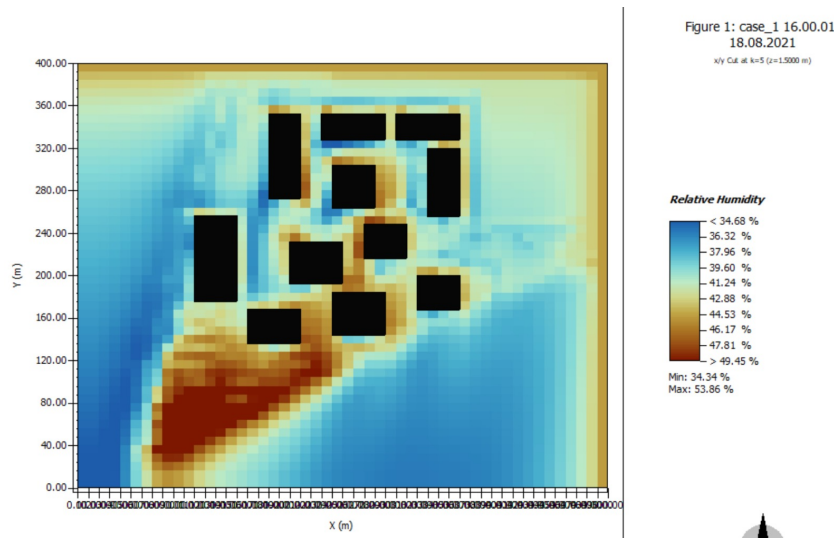 Figure 1: case_1 16.00.01
18.08.2021
x/y Cut at k=5 (z=1.5000 m)
400.00
360.00
320.00
280.00
240.00
200.00
160.00
120.00
80.00
40.00
0.00
Y (m)
X (m)
Relative Humidity
< 34.68 %
36.32 %
37.96 %
39.60 %
41.24 %
42.88 %
44.53 %
46.17 %
47.81 %
> 49.45 %
Min: 34.34 %
Max: 53.86 %